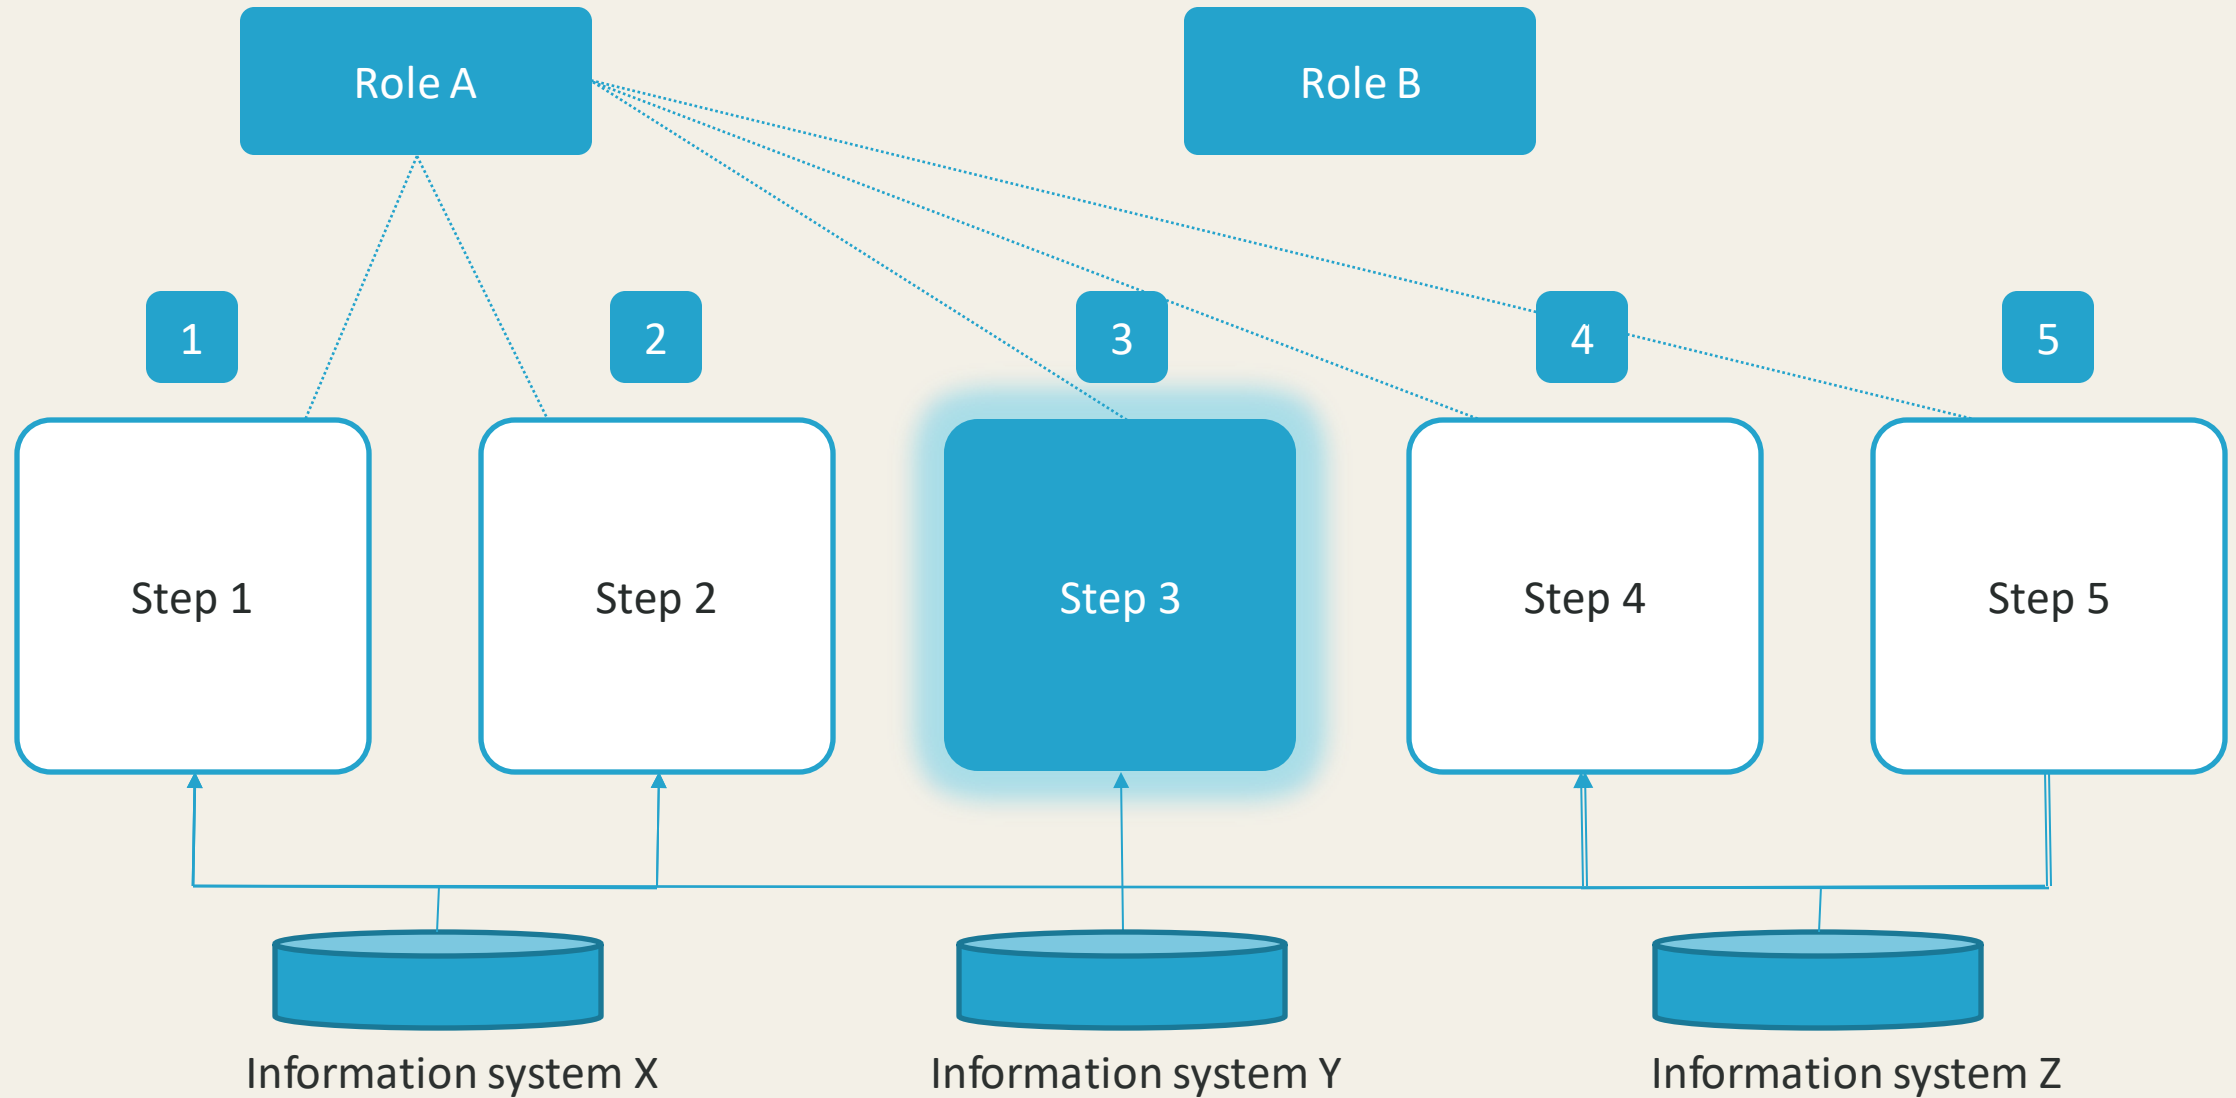 Role A
Role B
1
2
3
4
5
Step 1
Step 2
Step 3
Step 4
Step 5
Information system X
Information system Y
Information system Z